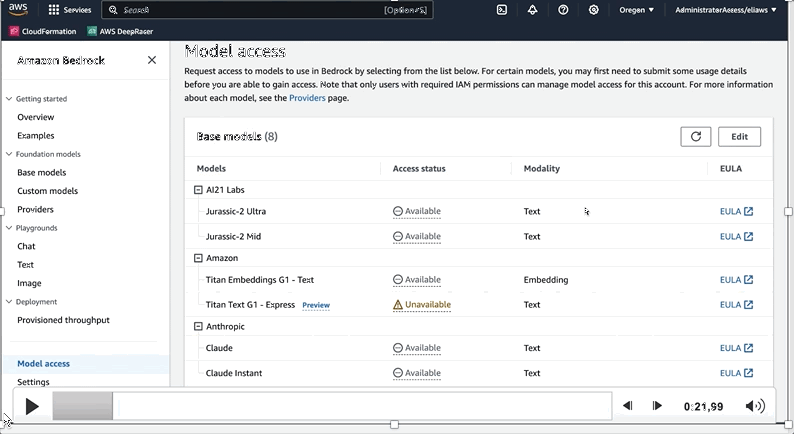 aws Services Search [Option+S] Oregon AdministratorAccess/eliaws
CloudFormation AWS DeepRaser
Amazon Bedrock
Getting started
Overview
Examples
Foundation models
Base models
Custom models
Providers
Playgrounds
Chat
Text
Image
Deployment
Provisioned throughput
Model access
Settings
Model access
Request access to models to use in Bedrock by selecting from the list below. For certain models, you may first need to submit some usage details
before you are able to gain access. Note that only users with required IAM permissions can manage model access for this account. For more information
about each model, see the Providers page.
Base models (8)
Edit
Models Access status Modality EULA
AI21 Labs
Jurassic-2 Ultra Available Text EULA
Jurassic-2 Mid Available Text EULA
Amazon
Titan Embeddings G1 - Text Available Embedding EULA
Titan Text G1 - Express Preview Unavailable Text EULA
Anthropic
Claude Available Text EULA
Claude Instant Available Text EULA
0:21,99